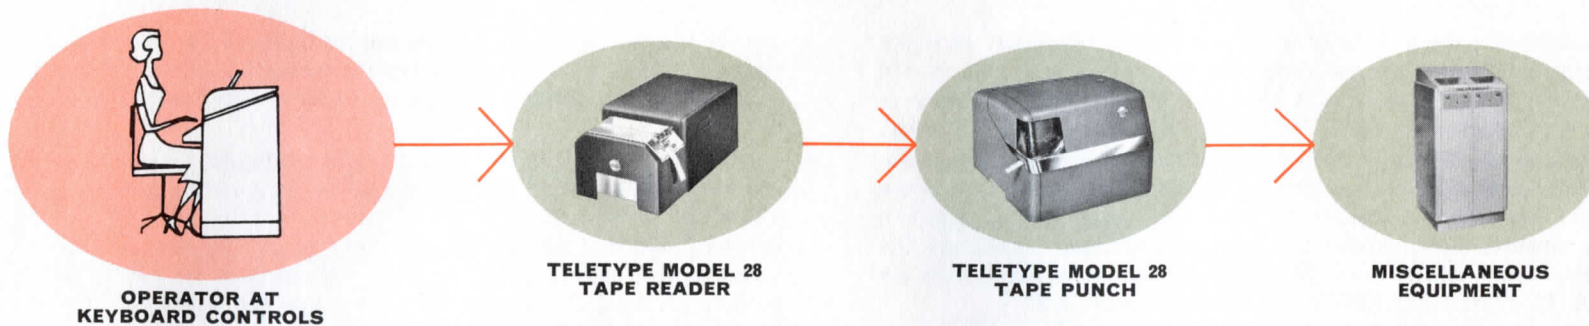 OPERATOR AT
KEYBOARD CONTROLS
TELETYPE MODEL 28
TAPE READER
TELETYPE MODEL 28
TAPE PUNCH
MISCELLANEOUS
EQUIPMENT